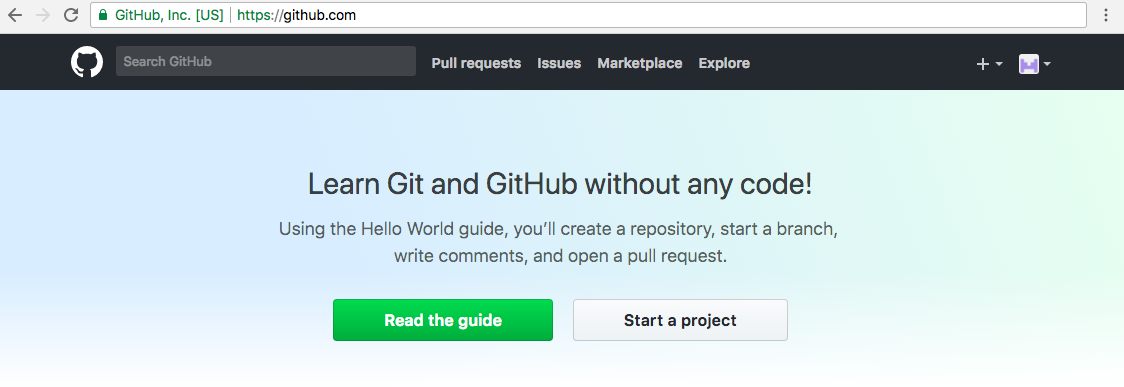 GitHub, Inc. [US] https://github.com
Search GitHub Pull requests Issues Marketplace Explore
Learn Git and GitHub without any code!
Using the Hello World guide, you’ll create a repository, start a branch,
write comments, and open a pull request.
Read the guide Start a project